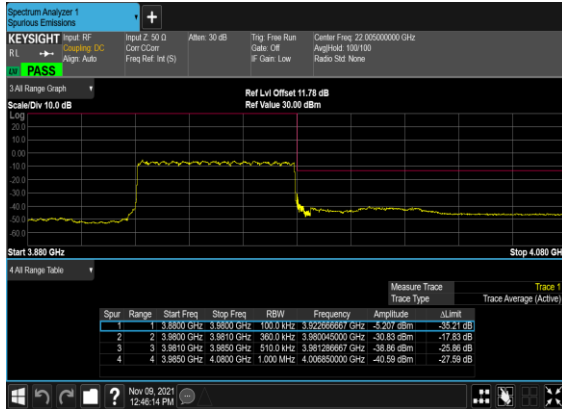 Spectrum Analyzer 1
Spurious Emissions
+
KEYSIGHT Input: RF Input Z: 50 Ω Atten: 30 dB Trig: Free Run Center Freq: 22.005000000 GHz
RL Coupling: DC Corr CCorr Gate: Off Avg|Hold: 100/100
Align: Auto Freq Ref: Int (S) IF Gain: Low Radio Std: None
PASS
3 All Range Graph Ref Lvl Offset 11.78 dB
Scale/Div 10.0 dB Ref Value 30.00 dBm
Log
20.0
10.0
0.00
-10.0
-20.0
-30.0
-40.0
-50.0
-60.0
Start 3.880 GHz Stop 4.080 GH
4 All Range Table
Measure Trace Trace 1
Trace Type Trace Average (Active)
Spur Range Start Freq Stop Freq RBW Frequency Amplitude ΔLimit
1 1 3.8800 GHz 3.9800 GHz 100.0 kHz 3.922666667 GHz -5.207 dBm -35.21 dB
2 2 3.9800 GHz 3.9810 GHz 360.0 kHz 3.980045000 GHz -30.83 dBm -17.83 dB
3 3 3.9810 GHz 3.9850 GHz 510.0 kHz 3.981286667 GHz -38.86 dBm -25.86 dB
4 4 3.9850 GHz 4.0800 GHz 1.000 MHz 4.006850000 GHz -40.59 dBm -27.59 dB
? Nov 09, 2021
12:46:14 PM